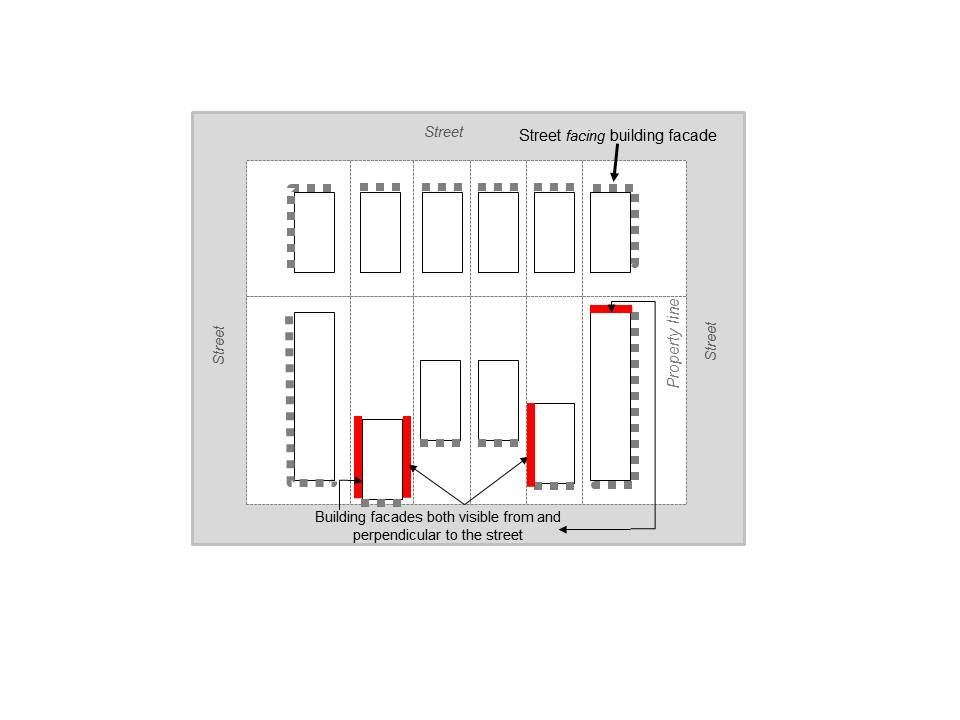 Street
Street facing building facade
Street
Property line
Street
Building facades both visible from and
perpendicular to the street